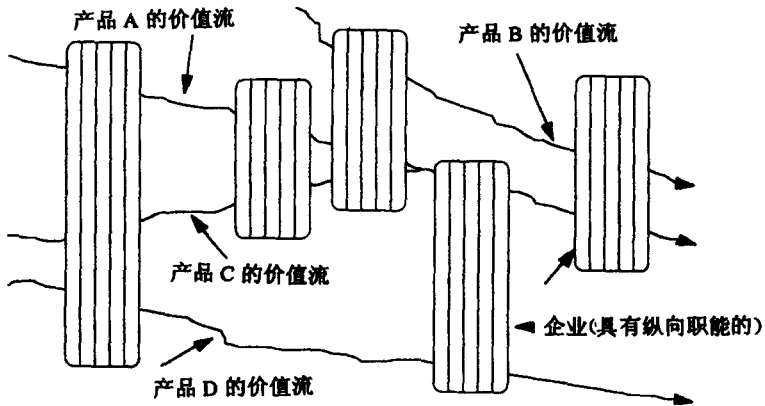 产品 A 的价值流
产品 B 的价值流
产品 C 的价值流
企业(具有纵向职能的)
产品 D 的价值流